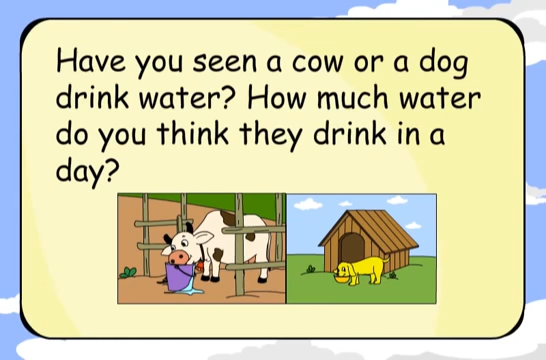 Have you seen a cow or a dog
drink water? How much water
do you think they drink in a
day?